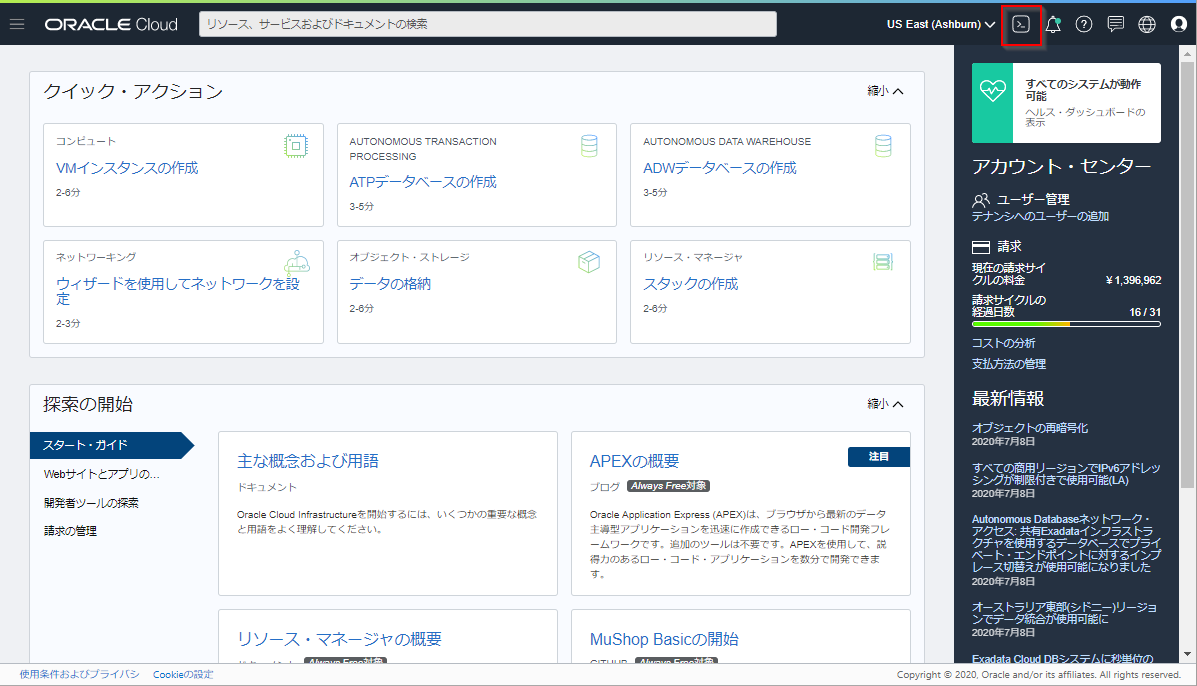 ORACLE Cloud
リソース、サービスおよびドキュメントの検索
US East (Ashburn)
クイック・アクション
縮小
コンピュート
VMインスタンスの作成
2-6分
AUTONOMOUS TRANSACTION
PROCESSING
ATPデータベースの作成
3-5分
AUTONOMOUS DATA WAREHOUSE
ADWデータベースの作成
3-5分
ネットワーキング
ウィザードを使用してネットワークを設
定
2-3分
オブジェクト・ストレージ
データの格納
2-6分
リソース・マネージャ
スタックの作成
2-6分
探索の開始
縮小
スタート・ガイド
Webサイトとアプリの...
開発者ツールの探索
請求の管理
主な概念および用語
ドキュメント
Oracle Cloud Infrastructureを開始するには、いくつかの重要な概念
と用語をよく理解してください。
注目
APEXの概要
ブログ Always Free対象
Oracle Application Express (APEX)は、ブラウザから最新のデータ
主導型アプリケーションを迅速に作成できるロー・コード開発フレ
ームワークです。追加のツールは不要です。APEXを使用して、説
得力のあるロー・コード・アプリケーションを数分で開発できま
す。
リソース・マネージャの概要
ドキュメント Always Free対象
MuShop Basicの開始
GITHUB Always Free対象
すべてのシステムが動作
可能
ヘルス・ダッシュボードの
表示
アカウント・センター
ユーザー管理
テナンシへのユーザーの追加
請求
現在の請求サイ
クルの料金
¥1,396,962
請求サイクルの
経過日数
16 / 31
コストの分析
支払方法の管理
最新情報
オブジェクトの再暗号化
2020年7月8日
すべての商用リージョンでIPv6アドレッ
シングが制限付きで使用可能(LA)
2020年7月8日
Autonomous Databaseネットワーク・
アクセス: 共有Exadataインフラストラ
クチャを使用するデータベースでプライ
ベート・エンドポイントに対するインプ
レース切替えが使用可能になりました
2020年7月8日
オーストラリア東部(シドニー)リージョ
ンでデータ統合が使用可能に
2020年7月8日
Exadata Cloud DBシステムに秒単位の
使用条件およびプライバシ
Cookieの設定
Copyright © 2020, Oracle and/or its affiliates. All rights reserved.